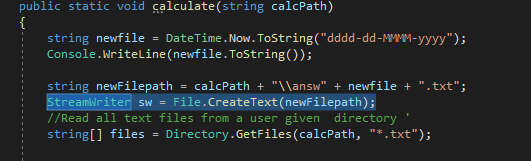 public static void calculate(string calcPath)
{
string newfile = DateTime.Now.ToString("dddd-dd-MMMM-yyyy");
Console.WriteLine(newfile.ToString());
string newFilepath = calcPath + "\\answ" + newfile + ".txt";
StreamWriter sw = File.CreateText(newFilepath);
//Read all text files from a user given  directory '
string[] files = Directory.GetFiles(calcPath, "*.txt");